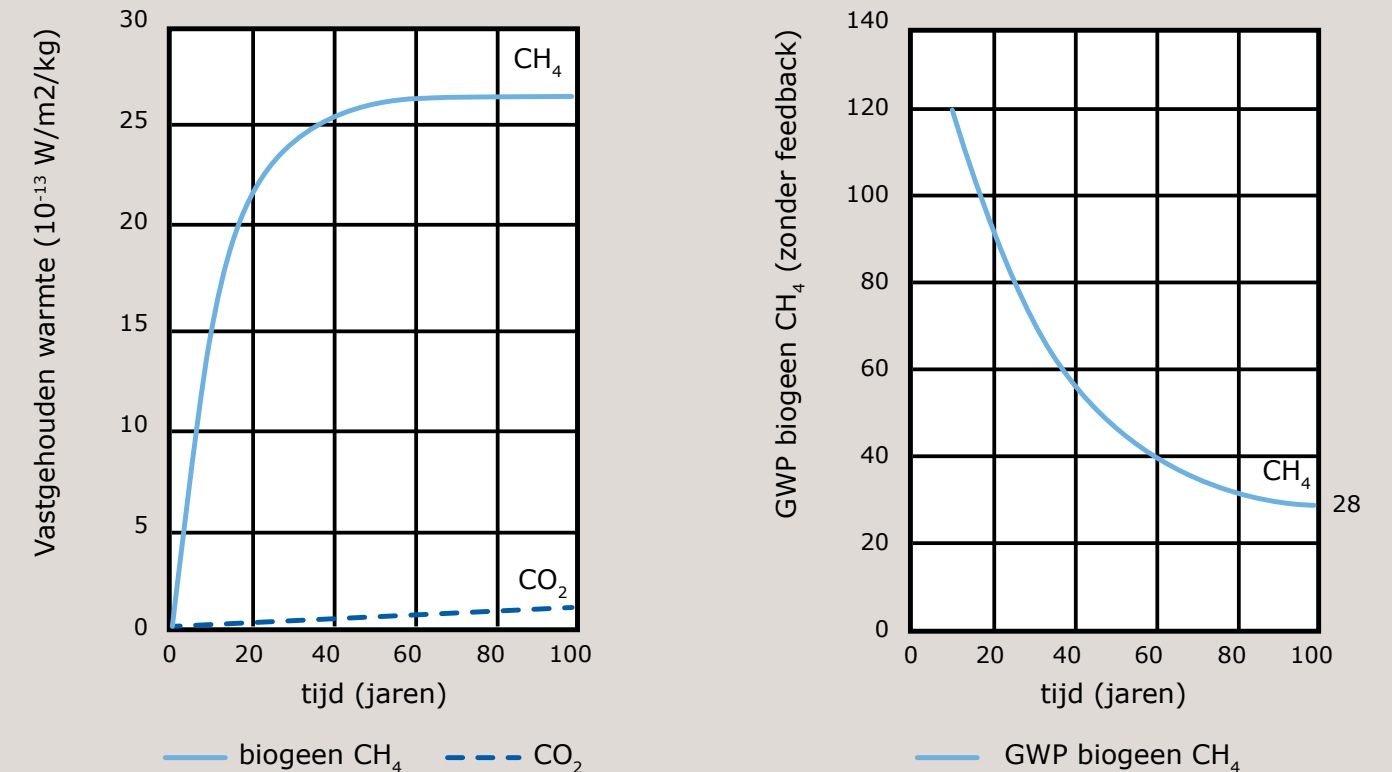 Vastgehouden warmte (10⁻¹³ W/m2/kg)
30
25
20
15
10
5
0
CH₄
CO₂
0 20 40 60 80 100
tijd (jaren)
biogeen CH₄
CO₂
GWP biogeen CH₄ (zonder feedback)
140
120
100
80
60
40
20
0
CH₄
28
0 20 40 60 80 100
tijd (jaren)
GWP biogeen CH₄